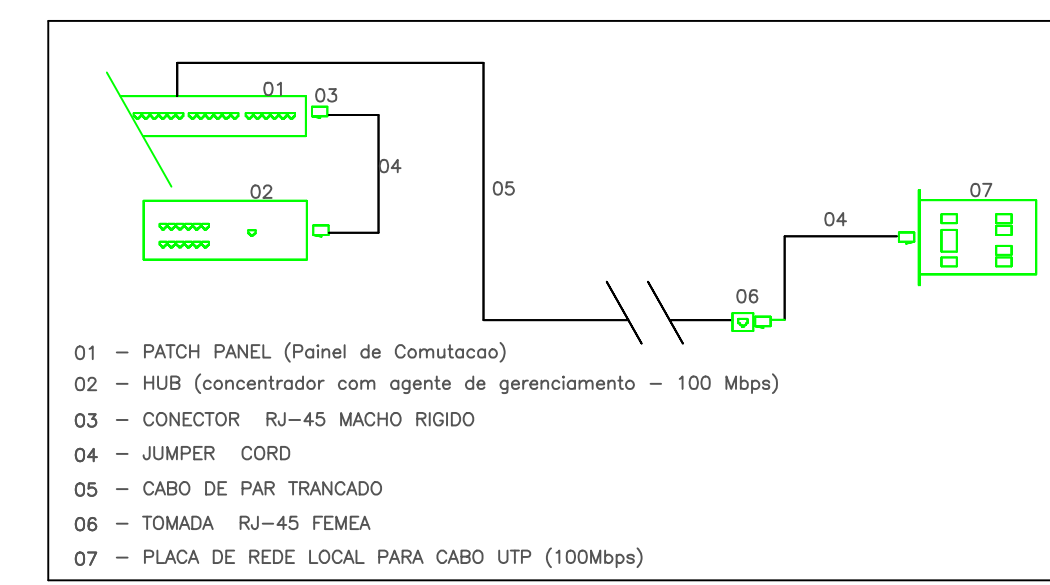 01
03
04
02
05
07
04
06
01 – PATCH PANEL (Painel de Comutacao)
02 – HUB (concentrador com agente de gerenciamento – 100 Mbps)
03 – CONECTOR RJ–45 MACHO RIGIDO
04 – JUMPER CORD
05 – CABO DE PAR TRANCADO
06 – TOMADA RJ–45 FEMEA
07 – PLACA DE REDE LOCAL PARA CABO UTP (100Mbps)